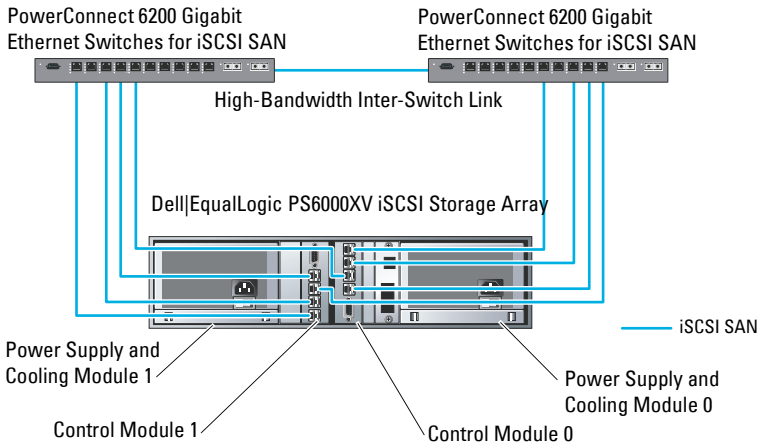 PowerConnect 6200 Gigabit
Ethernet Switches for iSCSI SAN
PowerConnect 6200 Gigabit
Ethernet Switches for iSCSI SAN
High-Bandwidth Inter-Switch Link
Dell|EqualLogic PS6000XV iSCSI Storage Array
iSCSI SAN
Power Supply and
Cooling Module 1
Power Supply and
Cooling Module 0
Control Module 1
Control Module 0